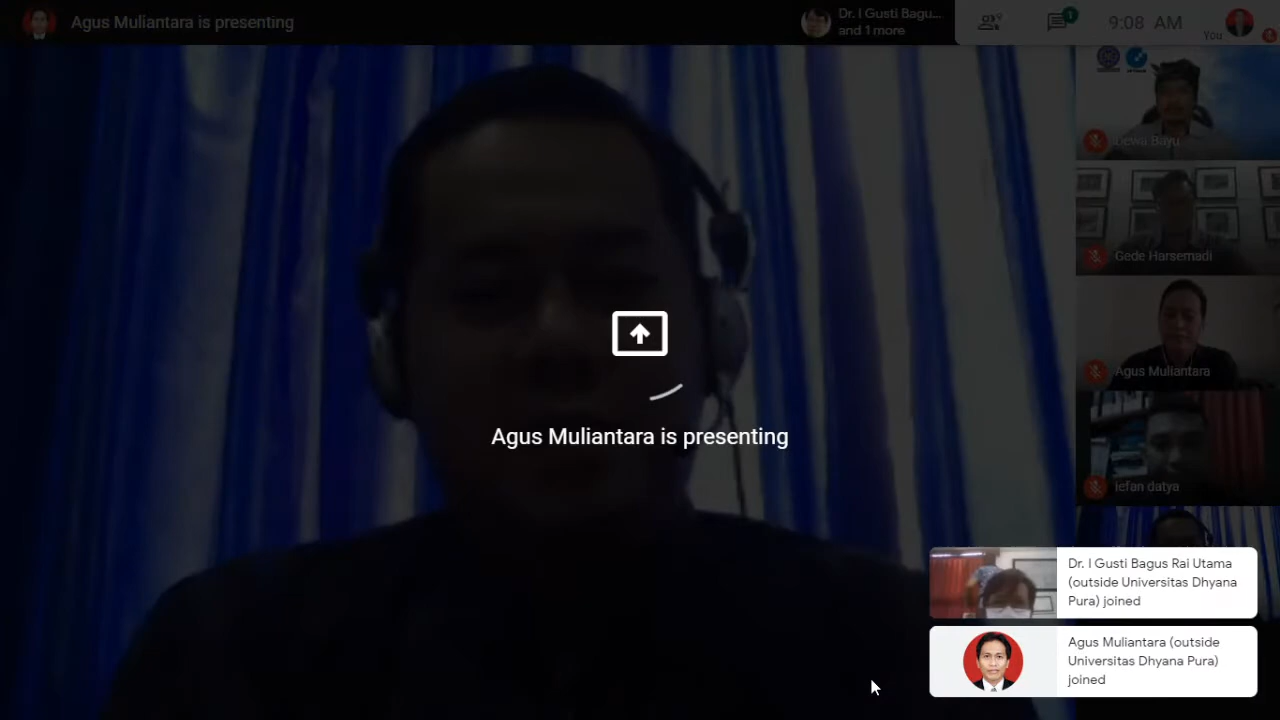 Agus Muliantara is presenting
Dr. I Gusti Bagu...
and 1 more
1
9:08 AM
You
Dewa Bayu
Gede Harsemadi
Agus Muliantara
iefan datya
Agus Muliantara is presenting
Dr. I Gusti Bagus Rai Utama
(outside Universitas Dhyana
Pura) joined
Agus Muliantara (outside
Universitas Dhyana Pura)
joined